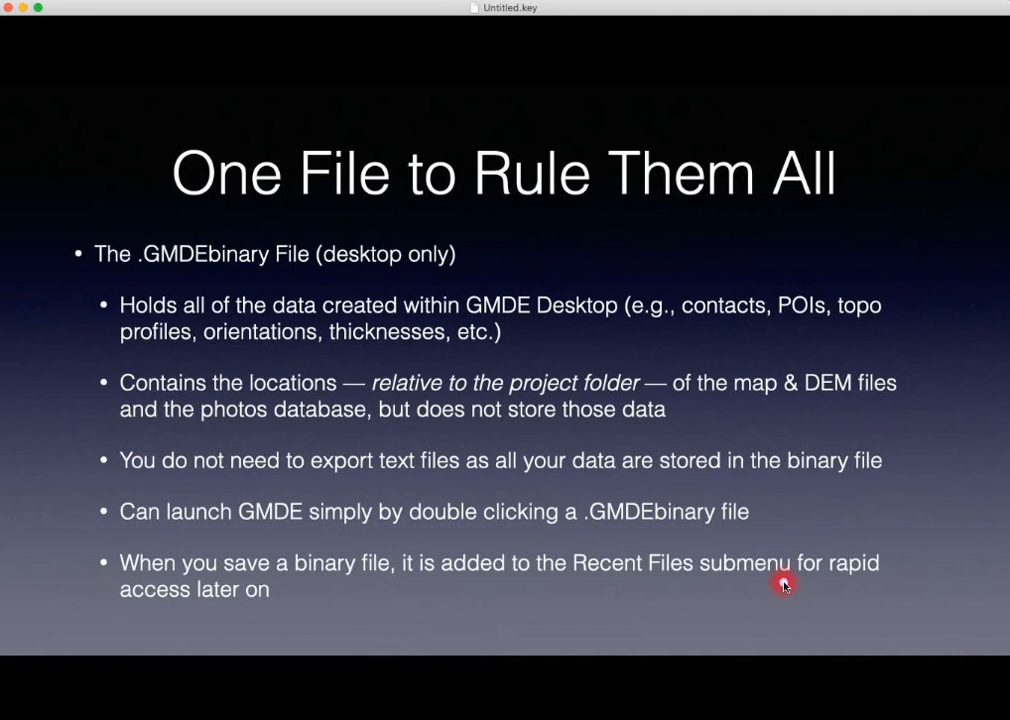 Untitled.key
One File to Rule Them All
• The .GMDEbinary File (desktop only)
• Holds all of the data created within GMDE Desktop (e.g., contacts, POIs, topo
profiles, orientations, thicknesses, etc.)
• Contains the locations — relative to the project folder — of the map & DEM files
and the photos database, but does not store those data
• You do not need to export text files as all your data are stored in the binary file
• Can launch GMDE simply by double clicking a .GMDEbinary file
• When you save a binary file, it is added to the Recent Files submenu for rapid
access later on